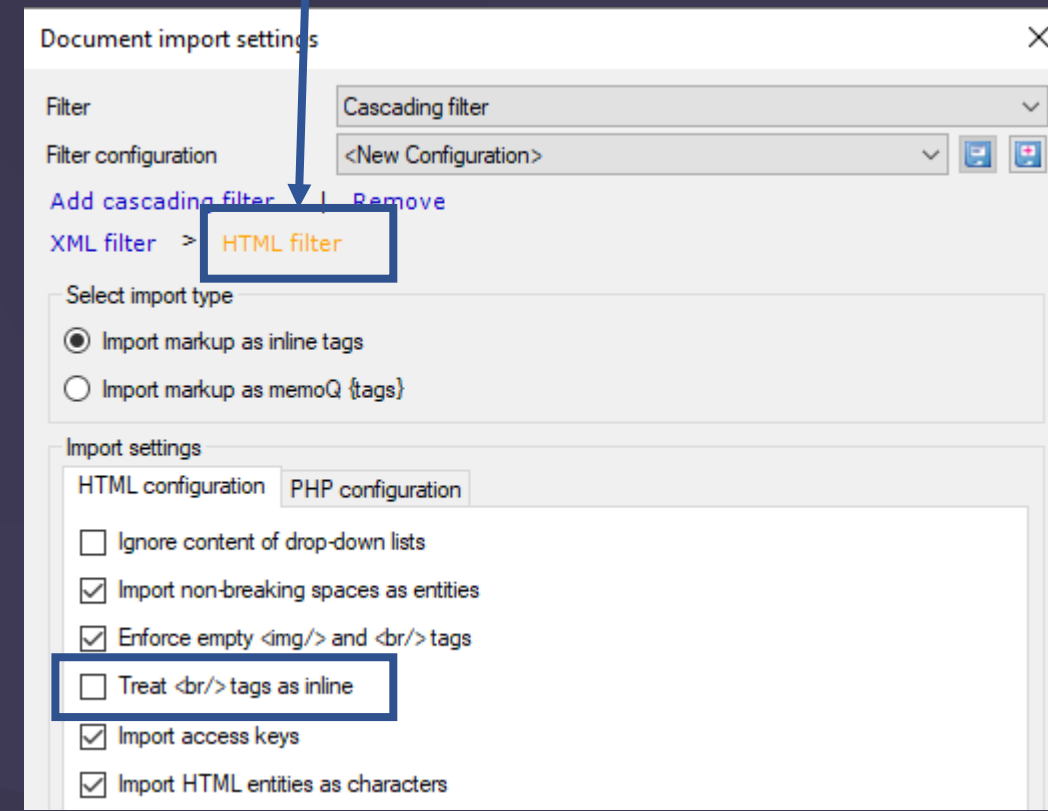 Document import settings
Filter Cascading filter
Filter configuration <New Configuration>
Add cascading filter | Remove
XML filter > HTML filter
Select import type
Import markup as inline tags
Import markup as memoQ {tags}
Import settings
HTML configuration PHP configuration
Ignore content of drop-down lists
Import non-breaking spaces as entities
Enforce empty <img/> and <br/> tags
Treat <br/> tags as inline
Import access keys
Import HTML entities as characters